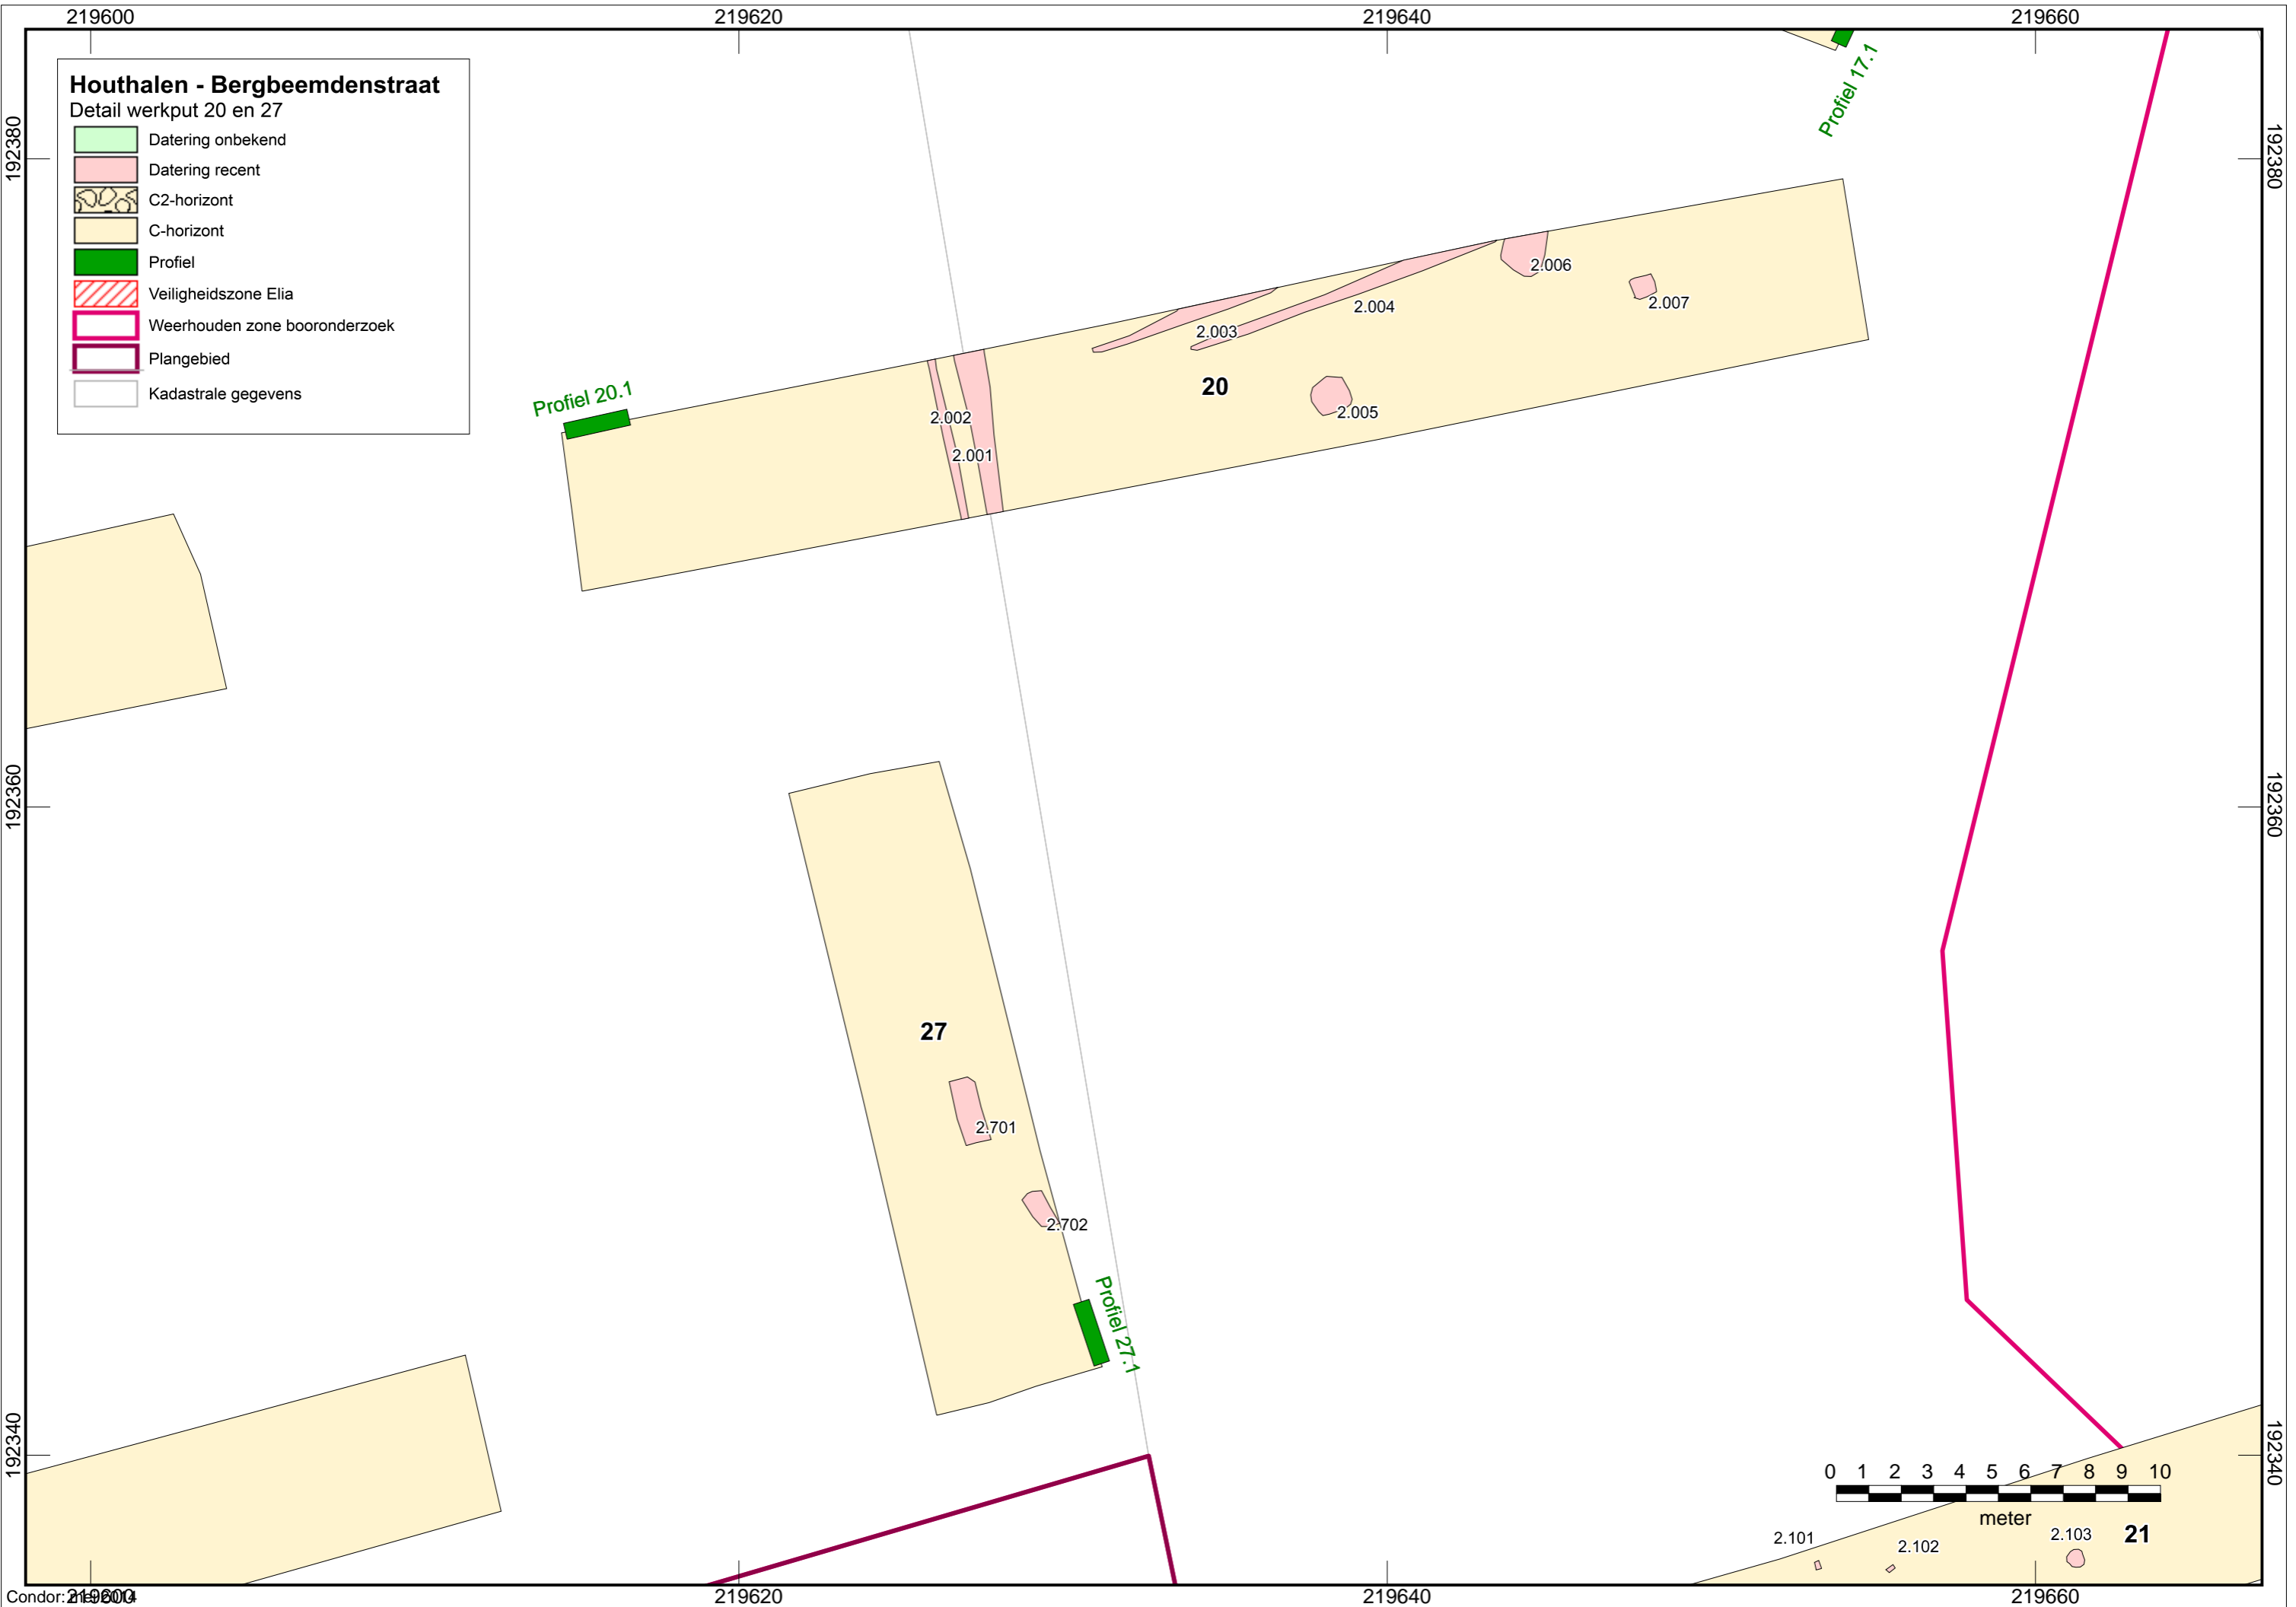 219600 219620 219640 219660
Houthalen - Bergbeemdenstraat
Detail werkput 20 en 27
Datering onbekend
Datering recent
C2-horizont
C-horizont
Profiel
Veiligheidszone Elia
Weerhouden zone booronderzoek
Plangebied
Kadastrale gegevens
192380
192380
Profiel 17.1
2.006
2.007
2.004
2.003
20
Profiel 20.1
2.005
2.002
2.001
192360
192360
27
2.701
2.702
Profiel 27.1
192340
192340
0 1 2 3 4 5 6 7 8 9 10
meter
21
2.101
2.102
2.103
Condor: mei 2014
219600 219620 219640 219660